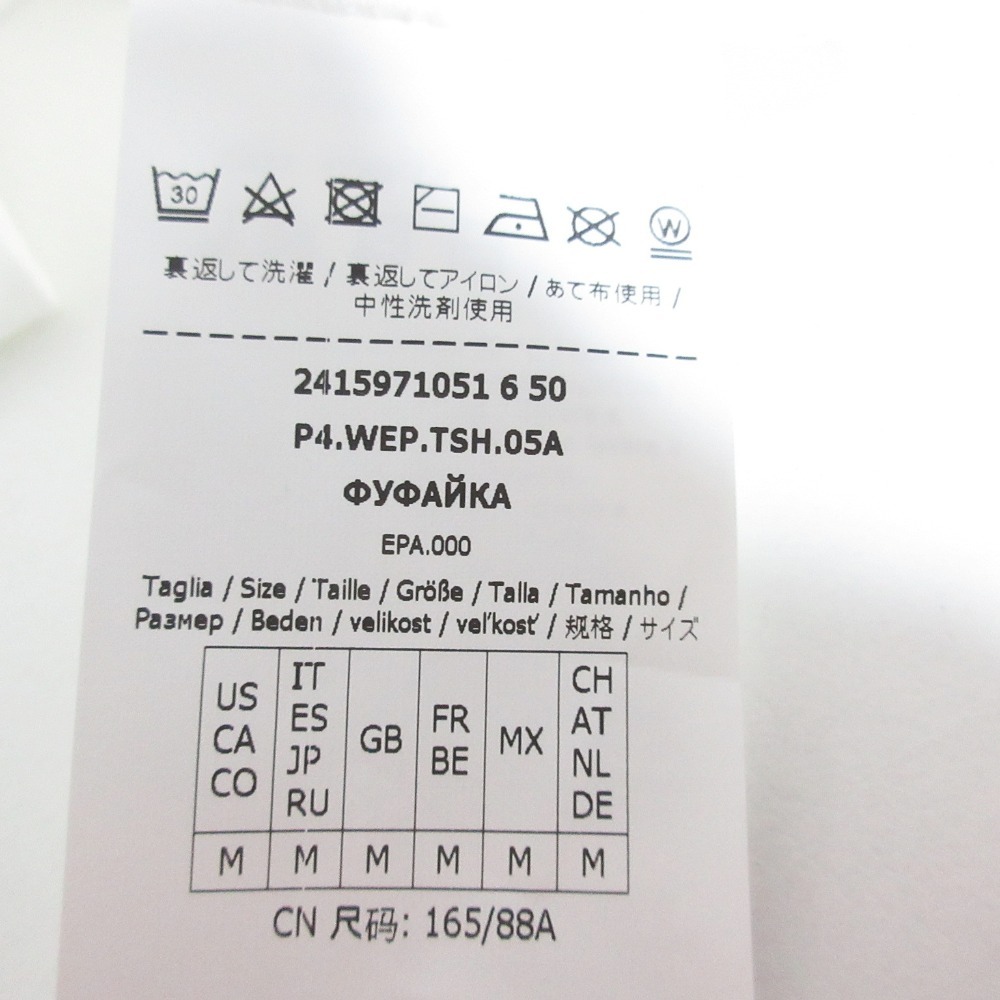 30
W
裏返して洗濯 / 裏返してアイロン / あて布使用 /
中性洗剤使用
2415971051 6 50
P4.WEP.TSH.05A
ФУФАЙКА
EPA.000
Taglia / Size / Taille / Größe / Talla / Tamanho /
Размер / Beden / velikost / veľkosť / 规格 / サイズ
US CA CO
IT ES JP RU
GB
FR BE
MX
CH AT NL DE
M M M M M M
CN 尺码: 165/88A